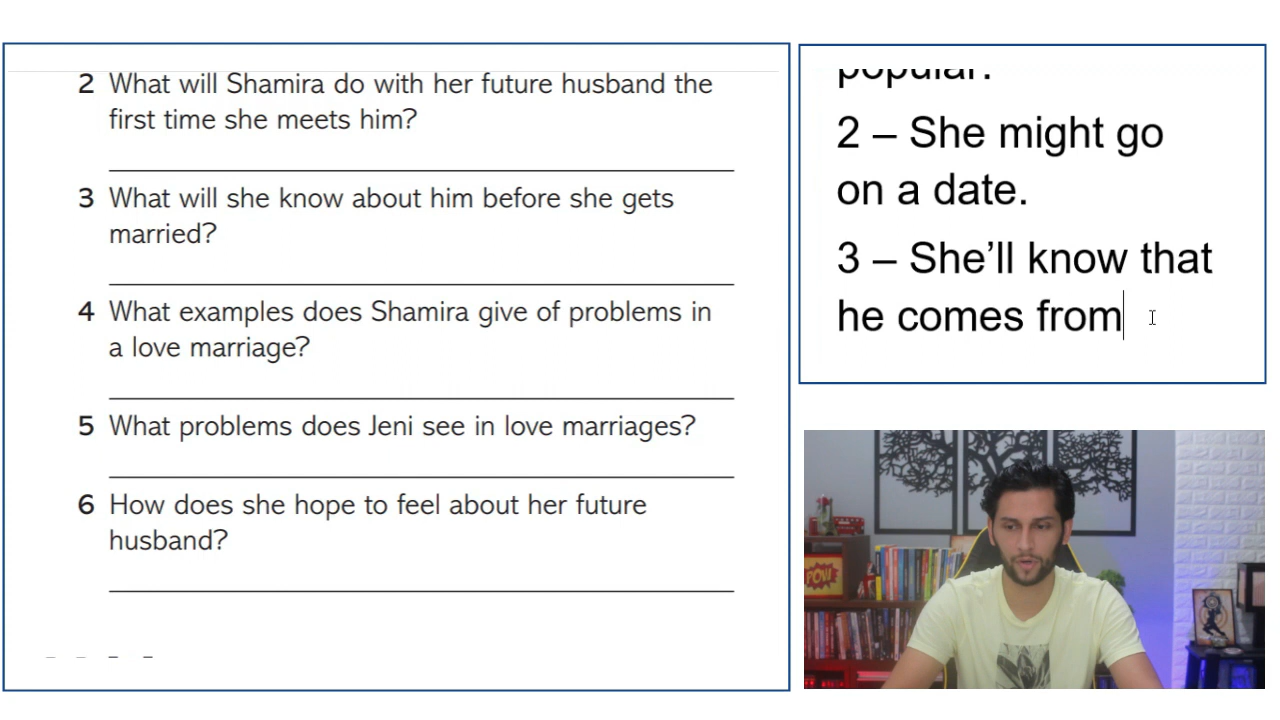 2 What will Shamira do with her future husband the
first time she meets him?
3 What will she know about him before she gets
married?
4 What examples does Shamira give of problems in
a love marriage?
5 What problems does Jeni see in love marriages?
6 How does she hope to feel about her future
husband?
popular.
2 – She might go
on a date.
3 – She'll know that
he comes from
POW